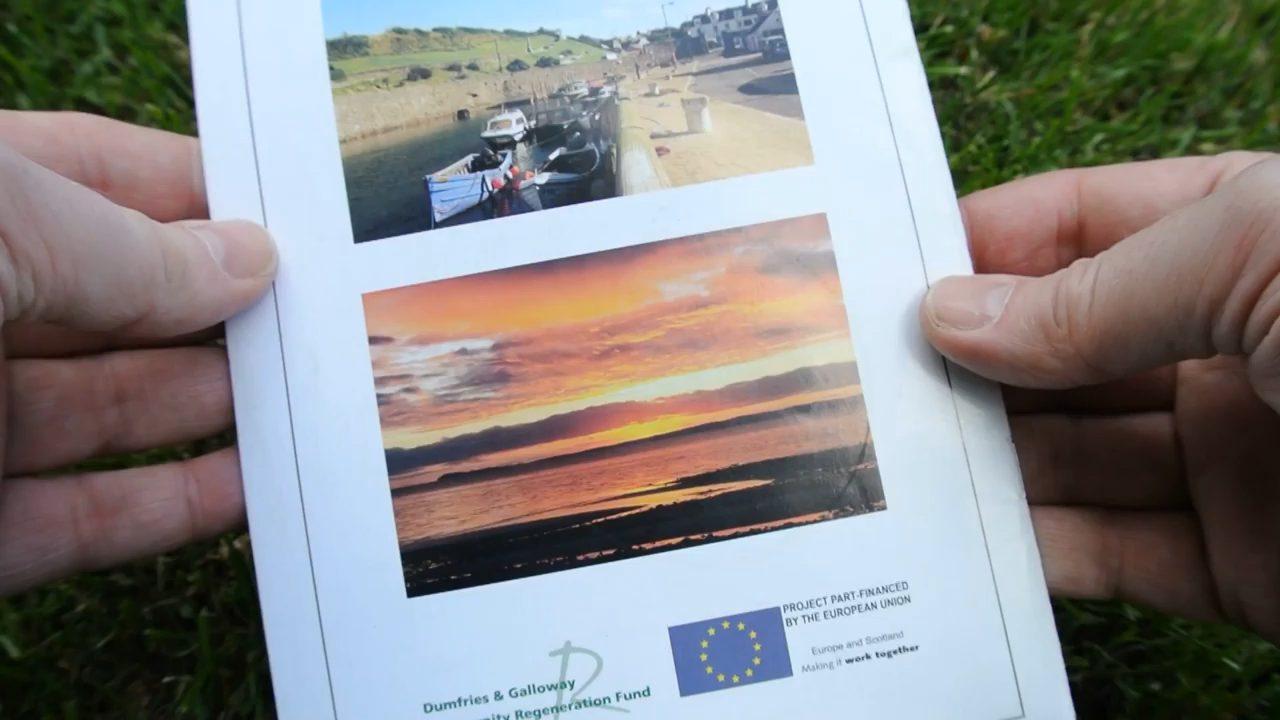 PROJECT PART-FINANCED
BY THE EUROPEAN UNION
Europe and Scotland
Making it work together
Dumfries & Galloway
R
Regeneration Fund